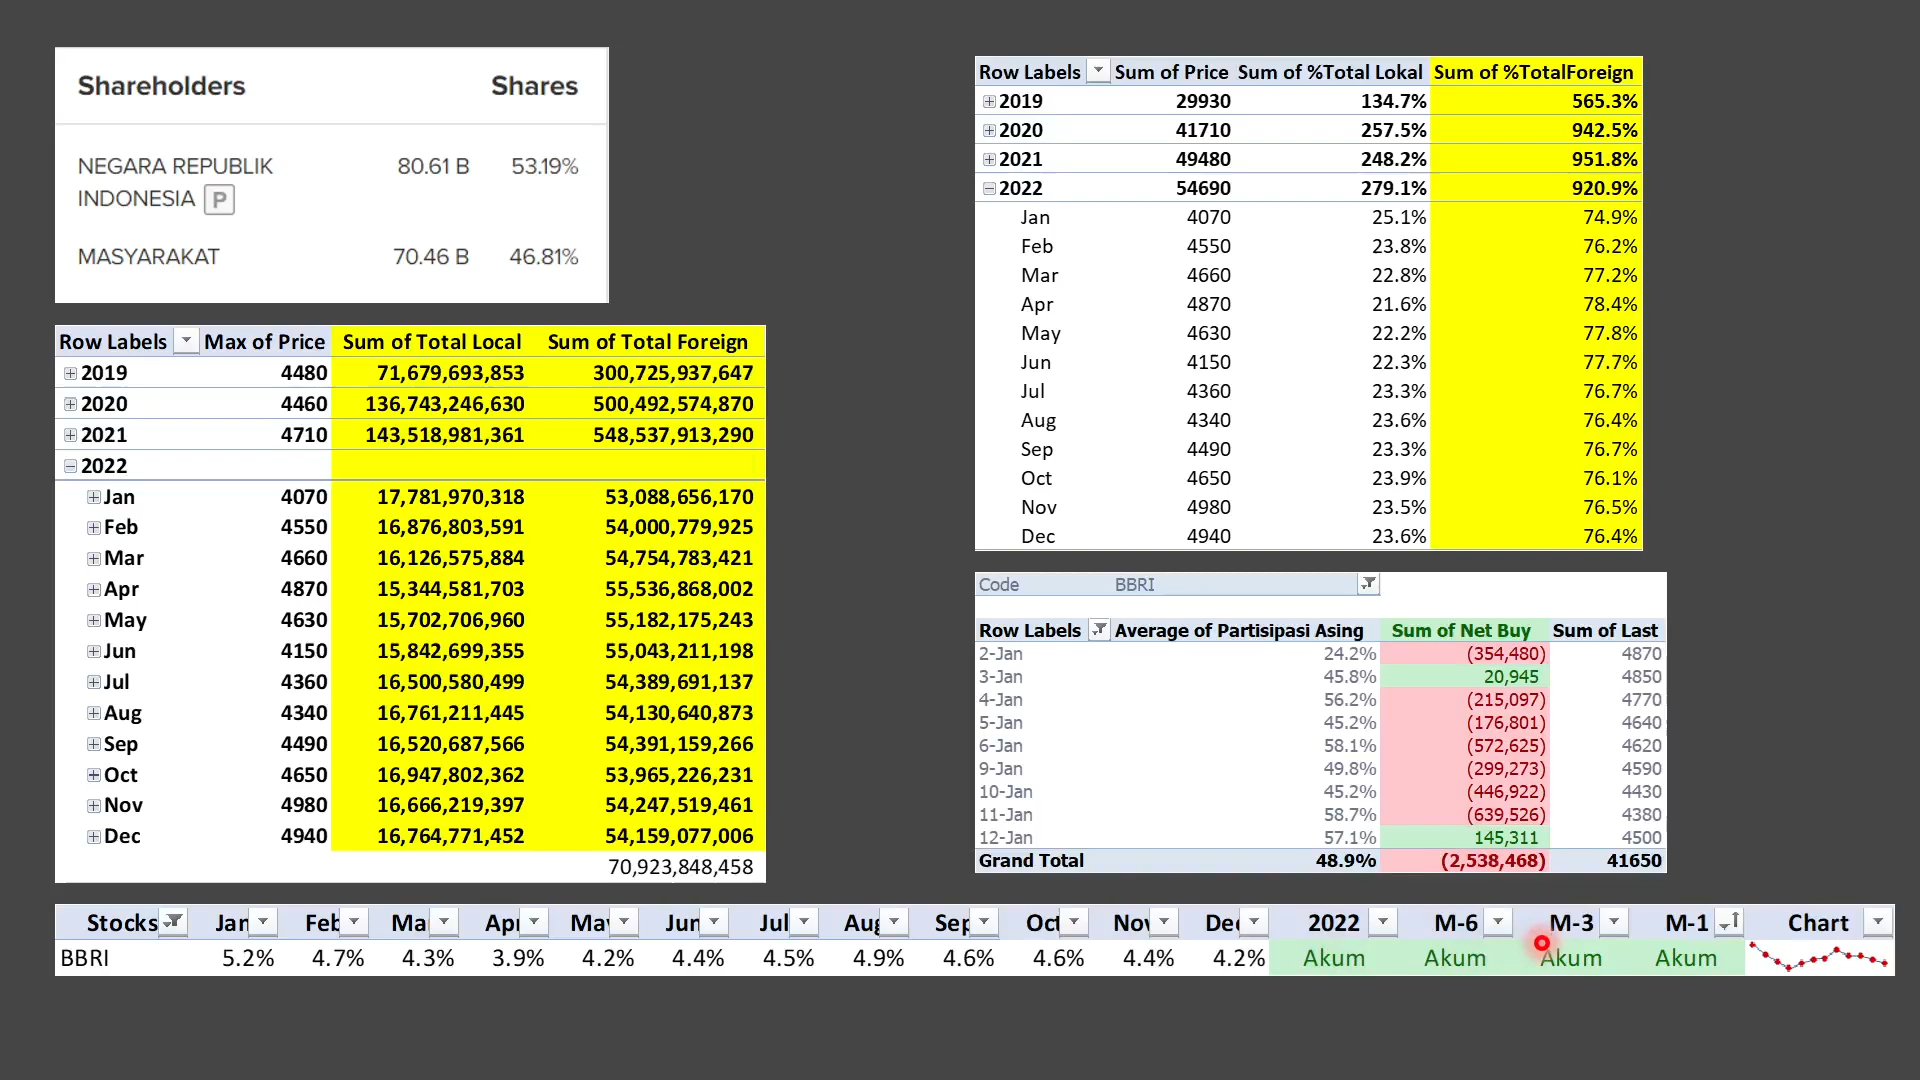 Shareholders Shares
NEGARA REPUBLIK INDONESIA P 80.61 B 53.19%
MASYARAKAT 70.46 B 46.81%
Row Labels Max of Price Sum of Total Local Sum of Total Foreign
2019 4480 71,679,693,853 300,725,937,647
2020 4460 136,743,246,630 500,492,574,870
2021 4710 143,518,981,361 548,537,913,290
2022
Jan 4070 17,781,970,318 53,088,656,170
Feb 4550 16,876,803,591 54,000,779,925
Mar 4660 16,126,575,884 54,754,783,421
Apr 4870 15,344,581,703 55,536,868,002
May 4630 15,702,706,960 55,182,175,243
Jun 4150 15,842,699,355 55,043,211,198
Jul 4360 16,500,580,499 54,389,691,137
Aug 4340 16,761,211,445 54,130,640,873
Sep 4490 16,520,687,566 54,391,159,266
Oct 4650 16,947,802,362 53,965,226,231
Nov 4980 16,666,219,397 54,247,519,461
Dec 4940 16,764,771,452 54,159,077,006
70,923,848,458
Row Labels Sum of Price Sum of %Total Lokal Sum of %TotalForeign
2019 29930 134.7% 565.3%
2020 41710 257.5% 942.5%
2021 49480 248.2% 951.8%
2022 54690 279.1% 920.9%
Jan 4070 25.1% 74.9%
Feb 4550 23.8% 76.2%
Mar 4660 22.8% 77.2%
Apr 4870 21.6% 78.4%
May 4630 22.2% 77.8%
Jun 4150 22.3% 77.7%
Jul 4360 23.3% 76.7%
Aug 4340 23.6% 76.4%
Sep 4490 23.3% 76.7%
Oct 4650 23.9% 76.1%
Nov 4980 23.5% 76.5%
Dec 4940 23.6% 76.4%
Code BBRI
Row Labels Average of Partisipasi Asing Sum of Net Buy Sum of Last
2-Jan 24.2% (354,480) 4870
3-Jan 45.8% 20,945 4850
4-Jan 56.2% (215,097) 4770
5-Jan 45.2% (176,801) 4640
6-Jan 58.1% (572,625) 4620
9-Jan 49.8% (299,273) 4590
10-Jan 45.2% (446,922) 4430
11-Jan 58.7% (639,526) 4380
12-Jan 57.1% 145,311 4500
Grand Total 48.9% (2,538,468) 41650
Stocks Jan Feb Ma Apr May Jun Jul Aug Sep Oct Nov Dec 2022 M-6 M-3 M-1 Chart
BBRI 5.2% 4.7% 4.3% 3.9% 4.2% 4.4% 4.5% 4.9% 4.6% 4.6% 4.4% 4.2% Akum Akum Akum Akum